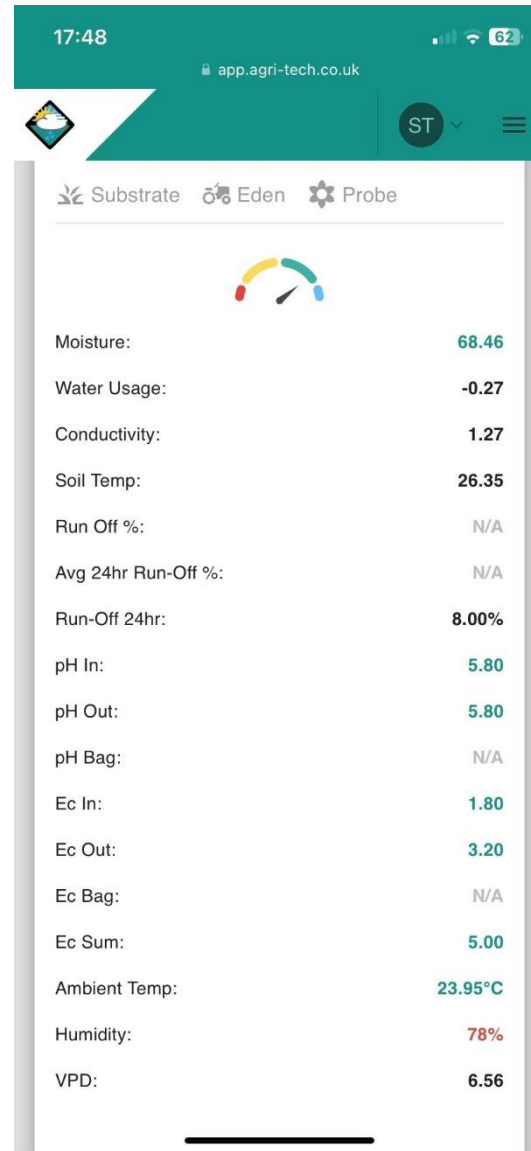 17:48
62
app.agri-tech.co.uk
ST
Substrate Eden Probe
Moisture: 68.46
Water Usage: -0.27
Conductivity: 1.27
Soil Temp: 26.35
Run Off %: N/A
Avg 24hr Run-Off %: N/A
Run-Off 24hr: 8.00%
pH In: 5.80
pH Out: 5.80
pH Bag: N/A
Ec In: 1.80
Ec Out: 3.20
Ec Bag: N/A
Ec Sum: 5.00
Ambient Temp: 23.95°C
Humidity: 78%
VPD: 6.56